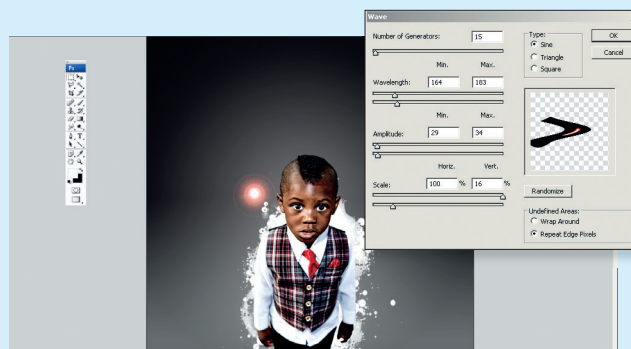 Wave
Number of Generators: 15
Min. Max.
Wavelength: 164 183
Min. Max.
Amplitude: 29 34
Horiz. Vert.
Scale: 100 % 16 %
Type:
Sine
Triangle
Square
OK
Cancel
Randomize
Undefined Areas:
Wrap Around
Repeat Edge Pixels
Ps